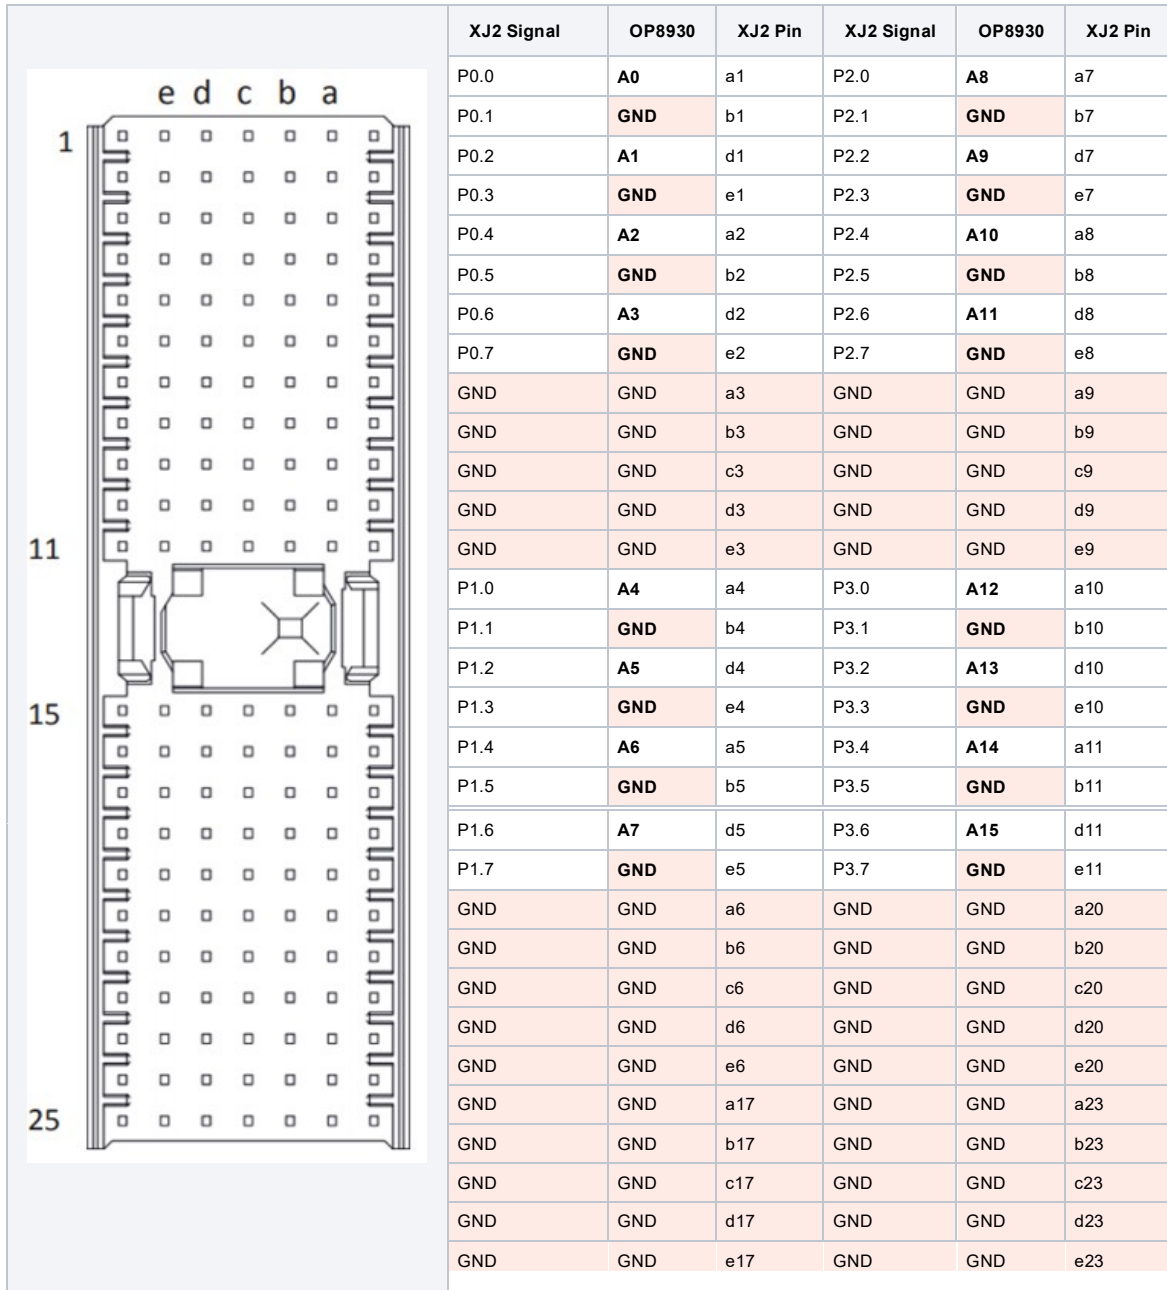 XJ2 Signal OP8930 XJ2 Pin XJ2 Signal OP8930 XJ2 Pin
e d c b a
1
11
15
25
P0.0 A0 a1 P2.0 A8 a7
P0.1 GND b1 P2.1 GND b7
P0.2 A1 d1 P2.2 A9 d7
P0.3 GND e1 P2.3 GND e7
P0.4 A2 a2 P2.4 A10 a8
P0.5 GND b2 P2.5 GND b8
P0.6 A3 d2 P2.6 A11 d8
P0.7 GND e2 P2.7 GND e8
GND GND a3 GND GND a9
GND GND b3 GND GND b9
GND GND c3 GND GND c9
GND GND d3 GND GND d9
GND GND e3 GND GND e9
P1.0 A4 a4 P3.0 A12 a10
P1.1 GND b4 P3.1 GND b10
P1.2 A5 d4 P3.2 A13 d10
P1.3 GND e4 P3.3 GND e10
P1.4 A6 a5 P3.4 A14 a11
P1.5 GND b5 P3.5 GND b11
P1.6 A7 d5 P3.6 A15 d11
P1.7 GND e5 P3.7 GND e11
GND GND a6 GND GND a20
GND GND b6 GND GND b20
GND GND c6 GND GND c20
GND GND d6 GND GND d20
GND GND e6 GND GND e20
GND GND a17 GND GND a23
GND GND b17 GND GND b23
GND GND c17 GND GND c23
GND GND d17 GND GND d23
GND GND e17 GND GND e23